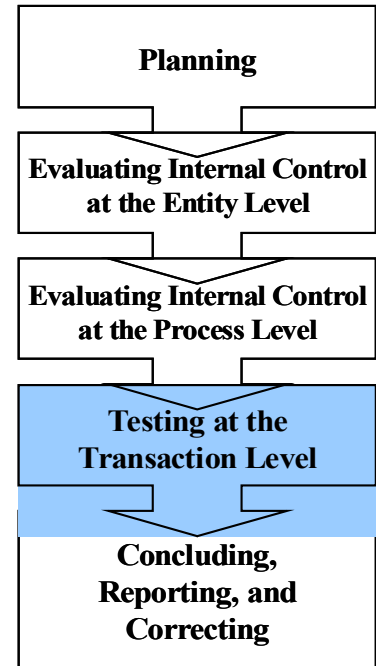 Planning
Evaluating Internal Control
at the Entity Level
Evaluating Internal Control
at the Process Level
Testing at the
Transaction Level
Concluding,
Reporting, and
Correcting